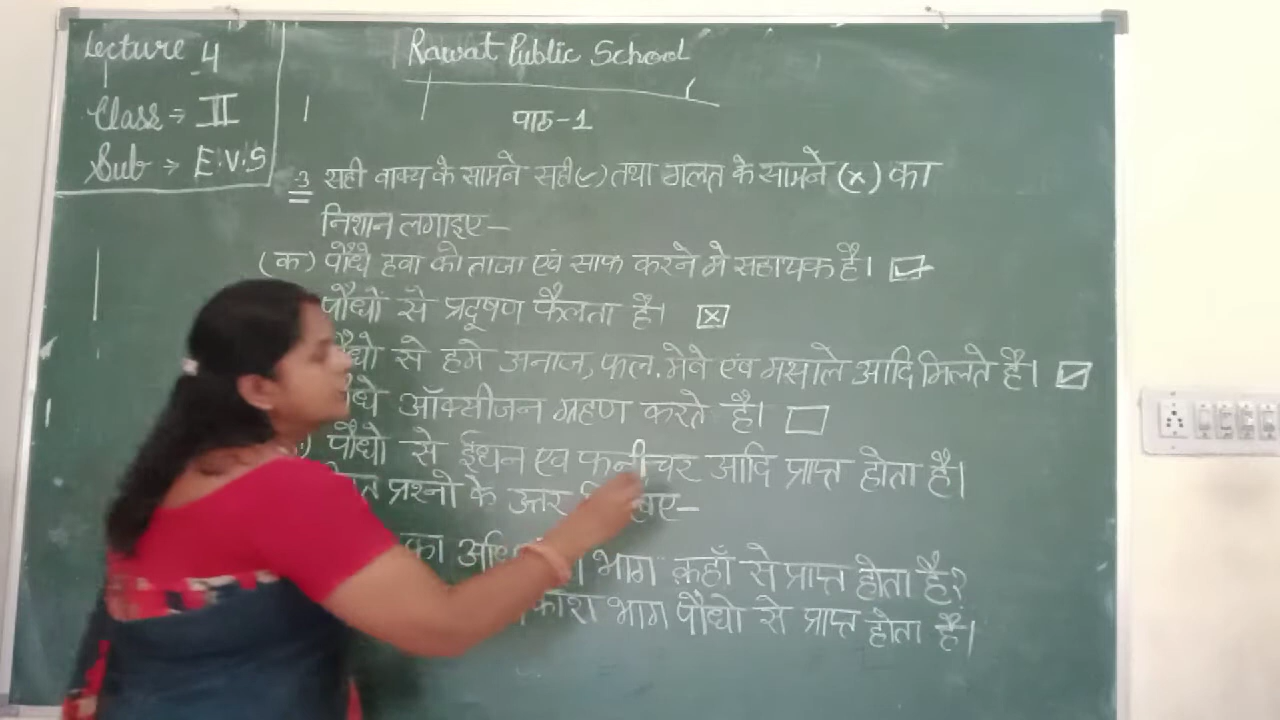 Lecture 4
Class → II
Sub → E.V.S
Rawat Public School
पाठ-1
3 सही वाक्य के सामने सही(✓) तथा गलत के सामने (×) का
निशान लगाइए–
(क) पौधे हवा को ताजा एवं साफ करने मे सहायक है। ✓
पौधों से प्रदूषण फैलता है। ×
से हमे अनाज, फल. मेवे एंव मसाले आदि मिलते है। ✓
ऑक्सीजन ग्रहण करते है।
पौधो से ईंधन एव फर्नीचर आदि प्राप्त होता है।
प्रश्नो के उत्तर
का भाग कहाँ से प्राप्त होता है?
भाग पौधो से प्राप्त होता है।